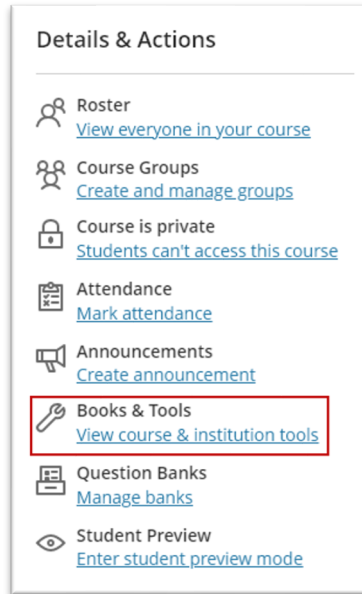 Details & Actions
Roster
View everyone in your course
Course Groups
Create and manage groups
Course is private
Students can't access this course
Attendance
Mark attendance
Announcements
Create announcement
Books & Tools
View course & institution tools
Question Banks
Manage banks
Student Preview
Enter student preview mode